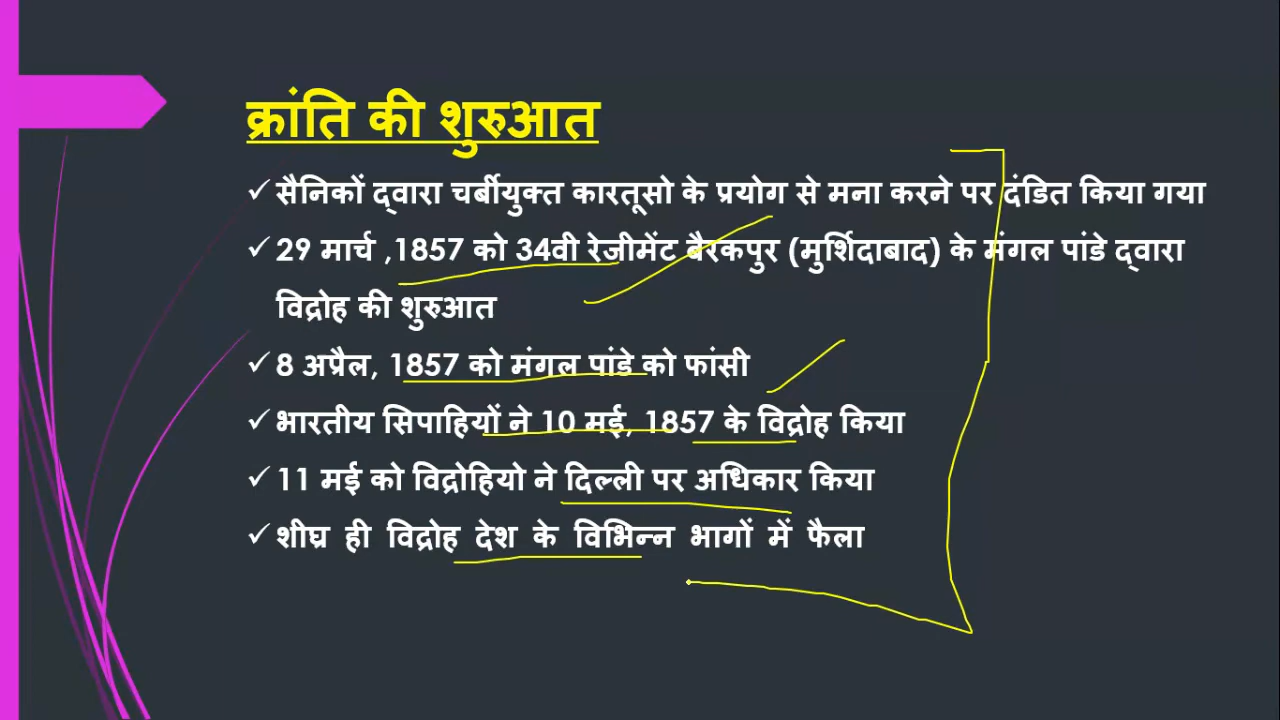 क्रांति की शुरुआत
✓ सैनिकों द्वारा चर्बीयुक्त कारतूसो के प्रयोग से मना करने पर दंडित किया गया
✓ 29 मार्च ,1857 को 34वी रेजीमेंट बैरकपुर (मुर्शिदाबाद) के मंगल पांडे द्वारा
विद्रोह की शुरुआत
✓ 8 अप्रैल, 1857 को मंगल पांडे को फांसी
✓ भारतीय सिपाहियों ने 10 मई, 1857 के विद्रोह किया
✓ 11 मई को विद्रोहियो ने दिल्ली पर अधिकार किया
✓ शीघ्र ही विद्रोह देश के विभिन्न भागों में फैला